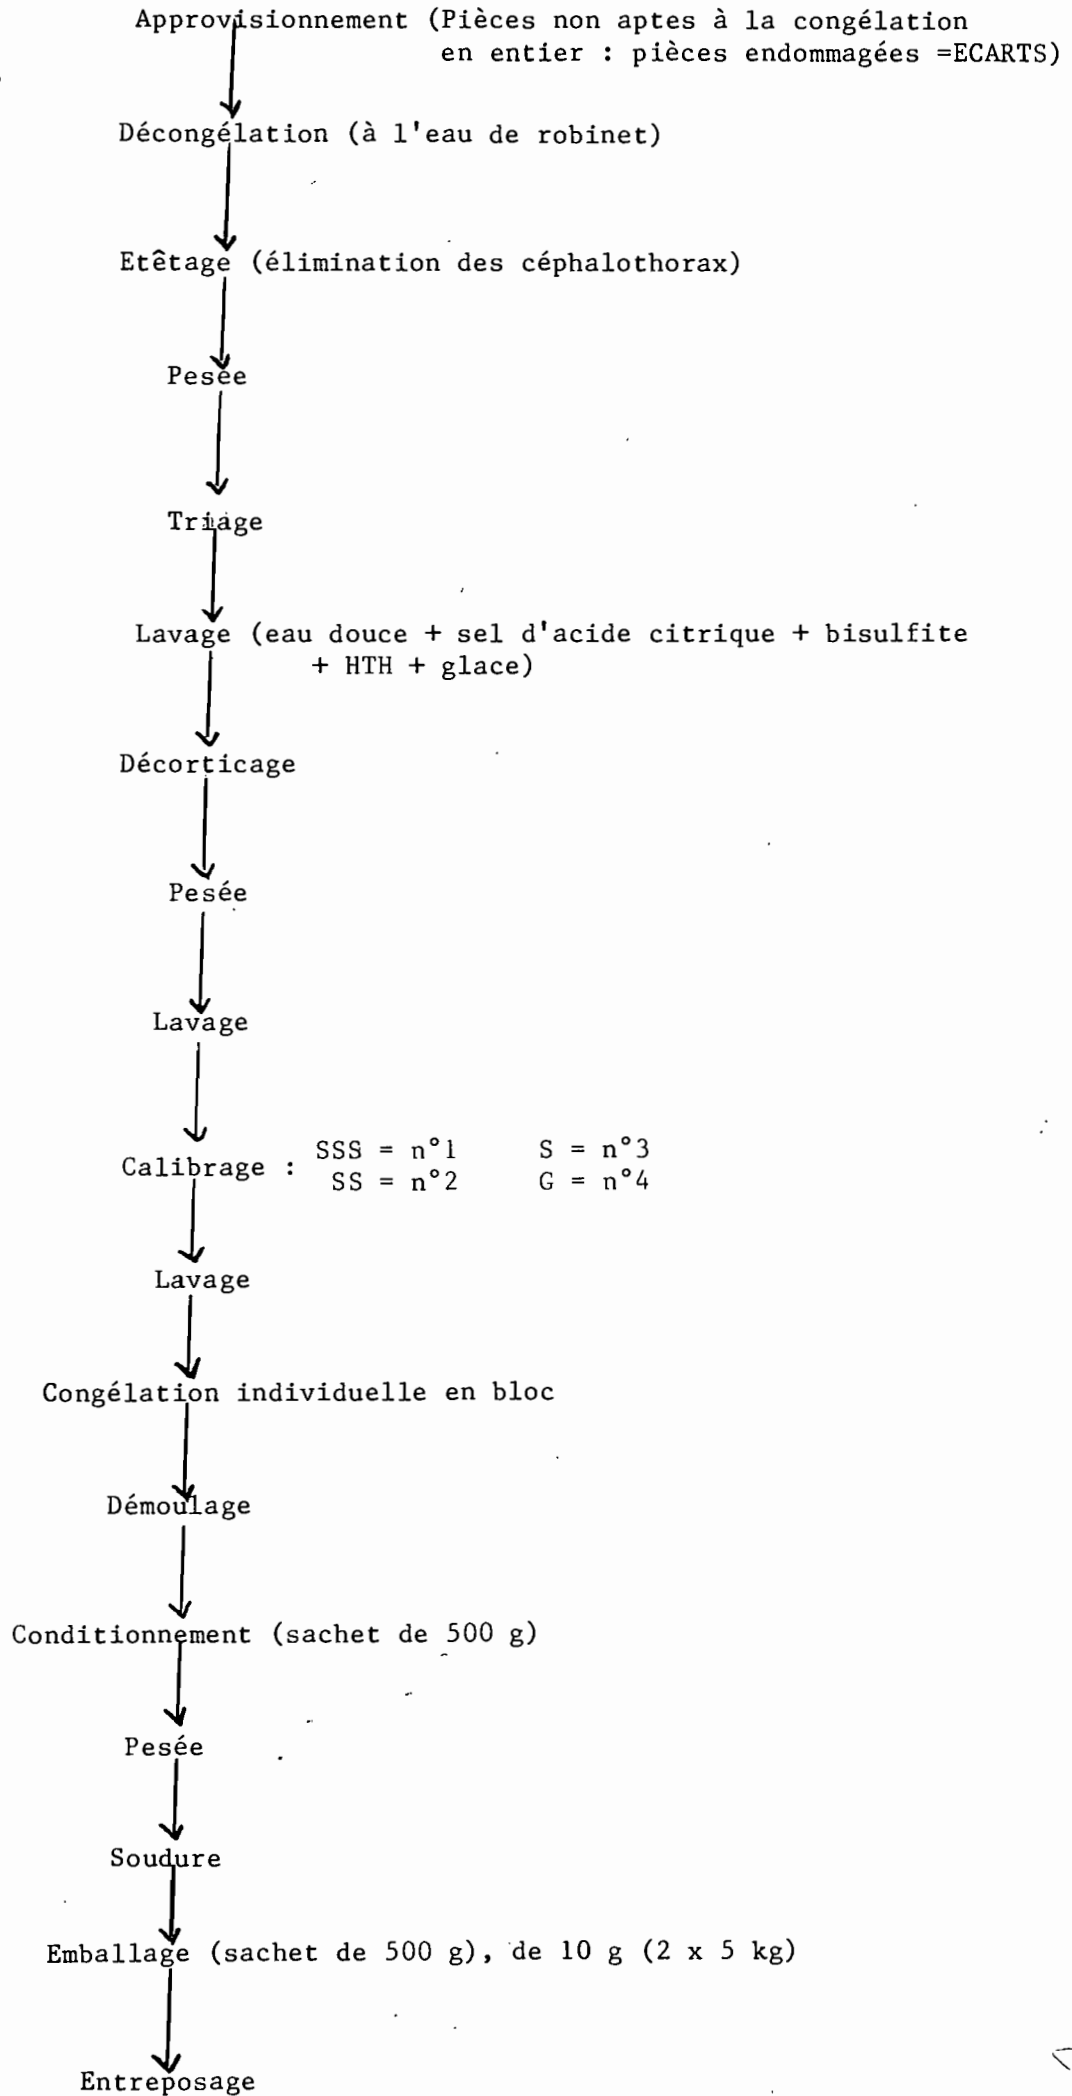 Approvisionnement (Pièces non aptes à la congélation
en entier : pièces endommagées =ECARTS)
Décongélation (à l'eau de robinet)
Etêtage (élimination des céphalothorax)
Pesée
Triage
Lavage (eau douce + sel d'acide citrique + bisulfite
+ HTH + glace)
Décorticage
Pesée
Lavage
Calibrage : SSS = n°1 S = n°3
SS = n°2 G = n°4
Lavage
Congélation individuelle en bloc
Démoulage
Conditionnement (sachet de 500 g)
Pesée
Soudure
Emballage (sachet de 500 g), de 10 g (2 x 5 kg)
Entreposage